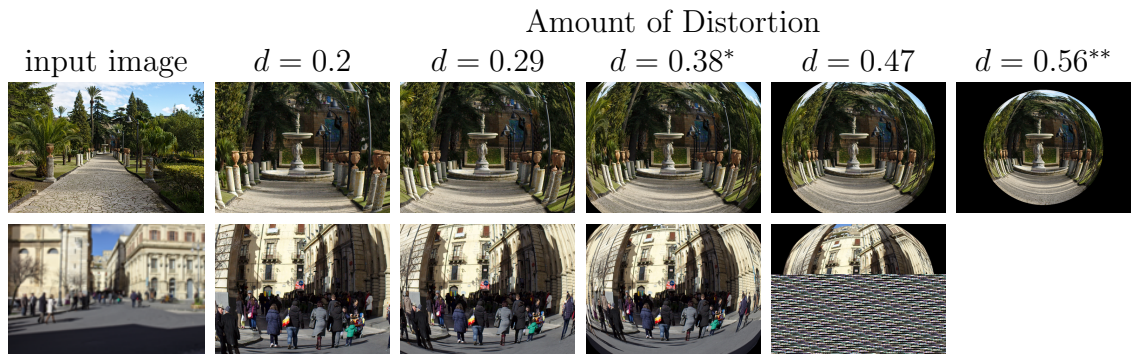 Amount of Distortion
input image d = 0.2 d = 0.29 d = 0.38* d = 0.47 d = 0.56**